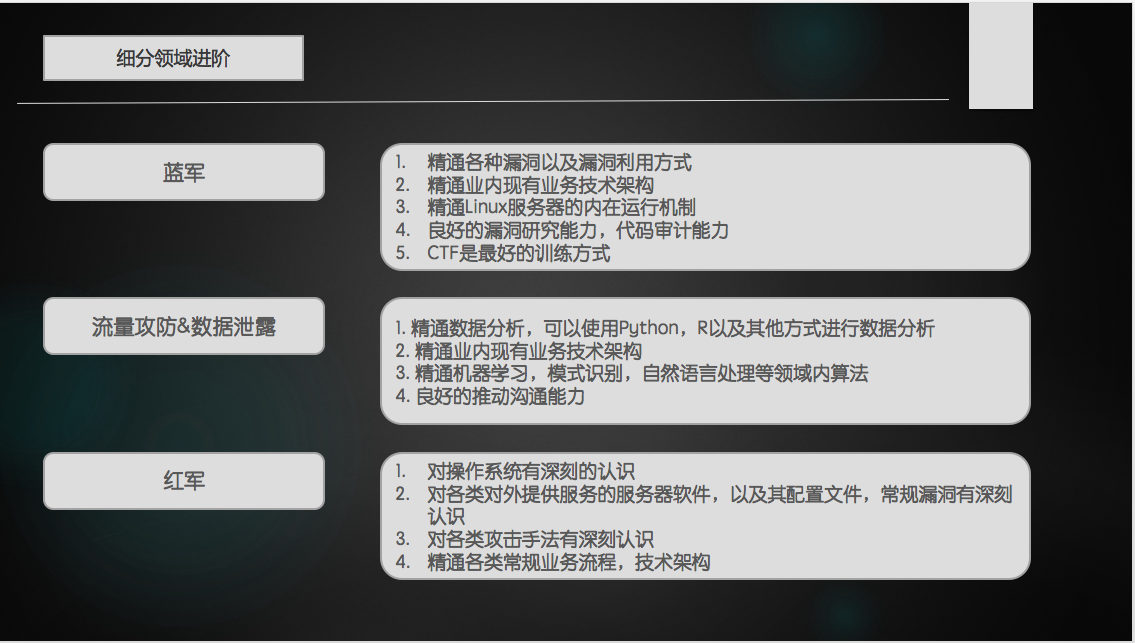 细分领域进阶
蓝军
1. 精通各种漏洞以及漏洞利用方式
2. 精通业内现有业务技术架构
3. 精通Linux服务器的内在运行机制
4. 良好的漏洞研究能力，代码审计能力
5. CTF是最好的训练方式
流量攻防&数据泄露
1. 精通数据分析，可以使用Python，R以及其他方式进行数据分析
2. 精通业内现有业务技术架构
3. 精通机器学习，模式识别，自然语言处理等领域内算法
4. 良好的推动沟通能力
红军
1. 对操作系统有深刻的认识
2. 对各类对外提供服务的服务器软件，以及其配置文件，常规漏洞有深刻
认识
3. 对各类攻击手法有深刻认识
4. 精通各类常规业务流程，技术架构